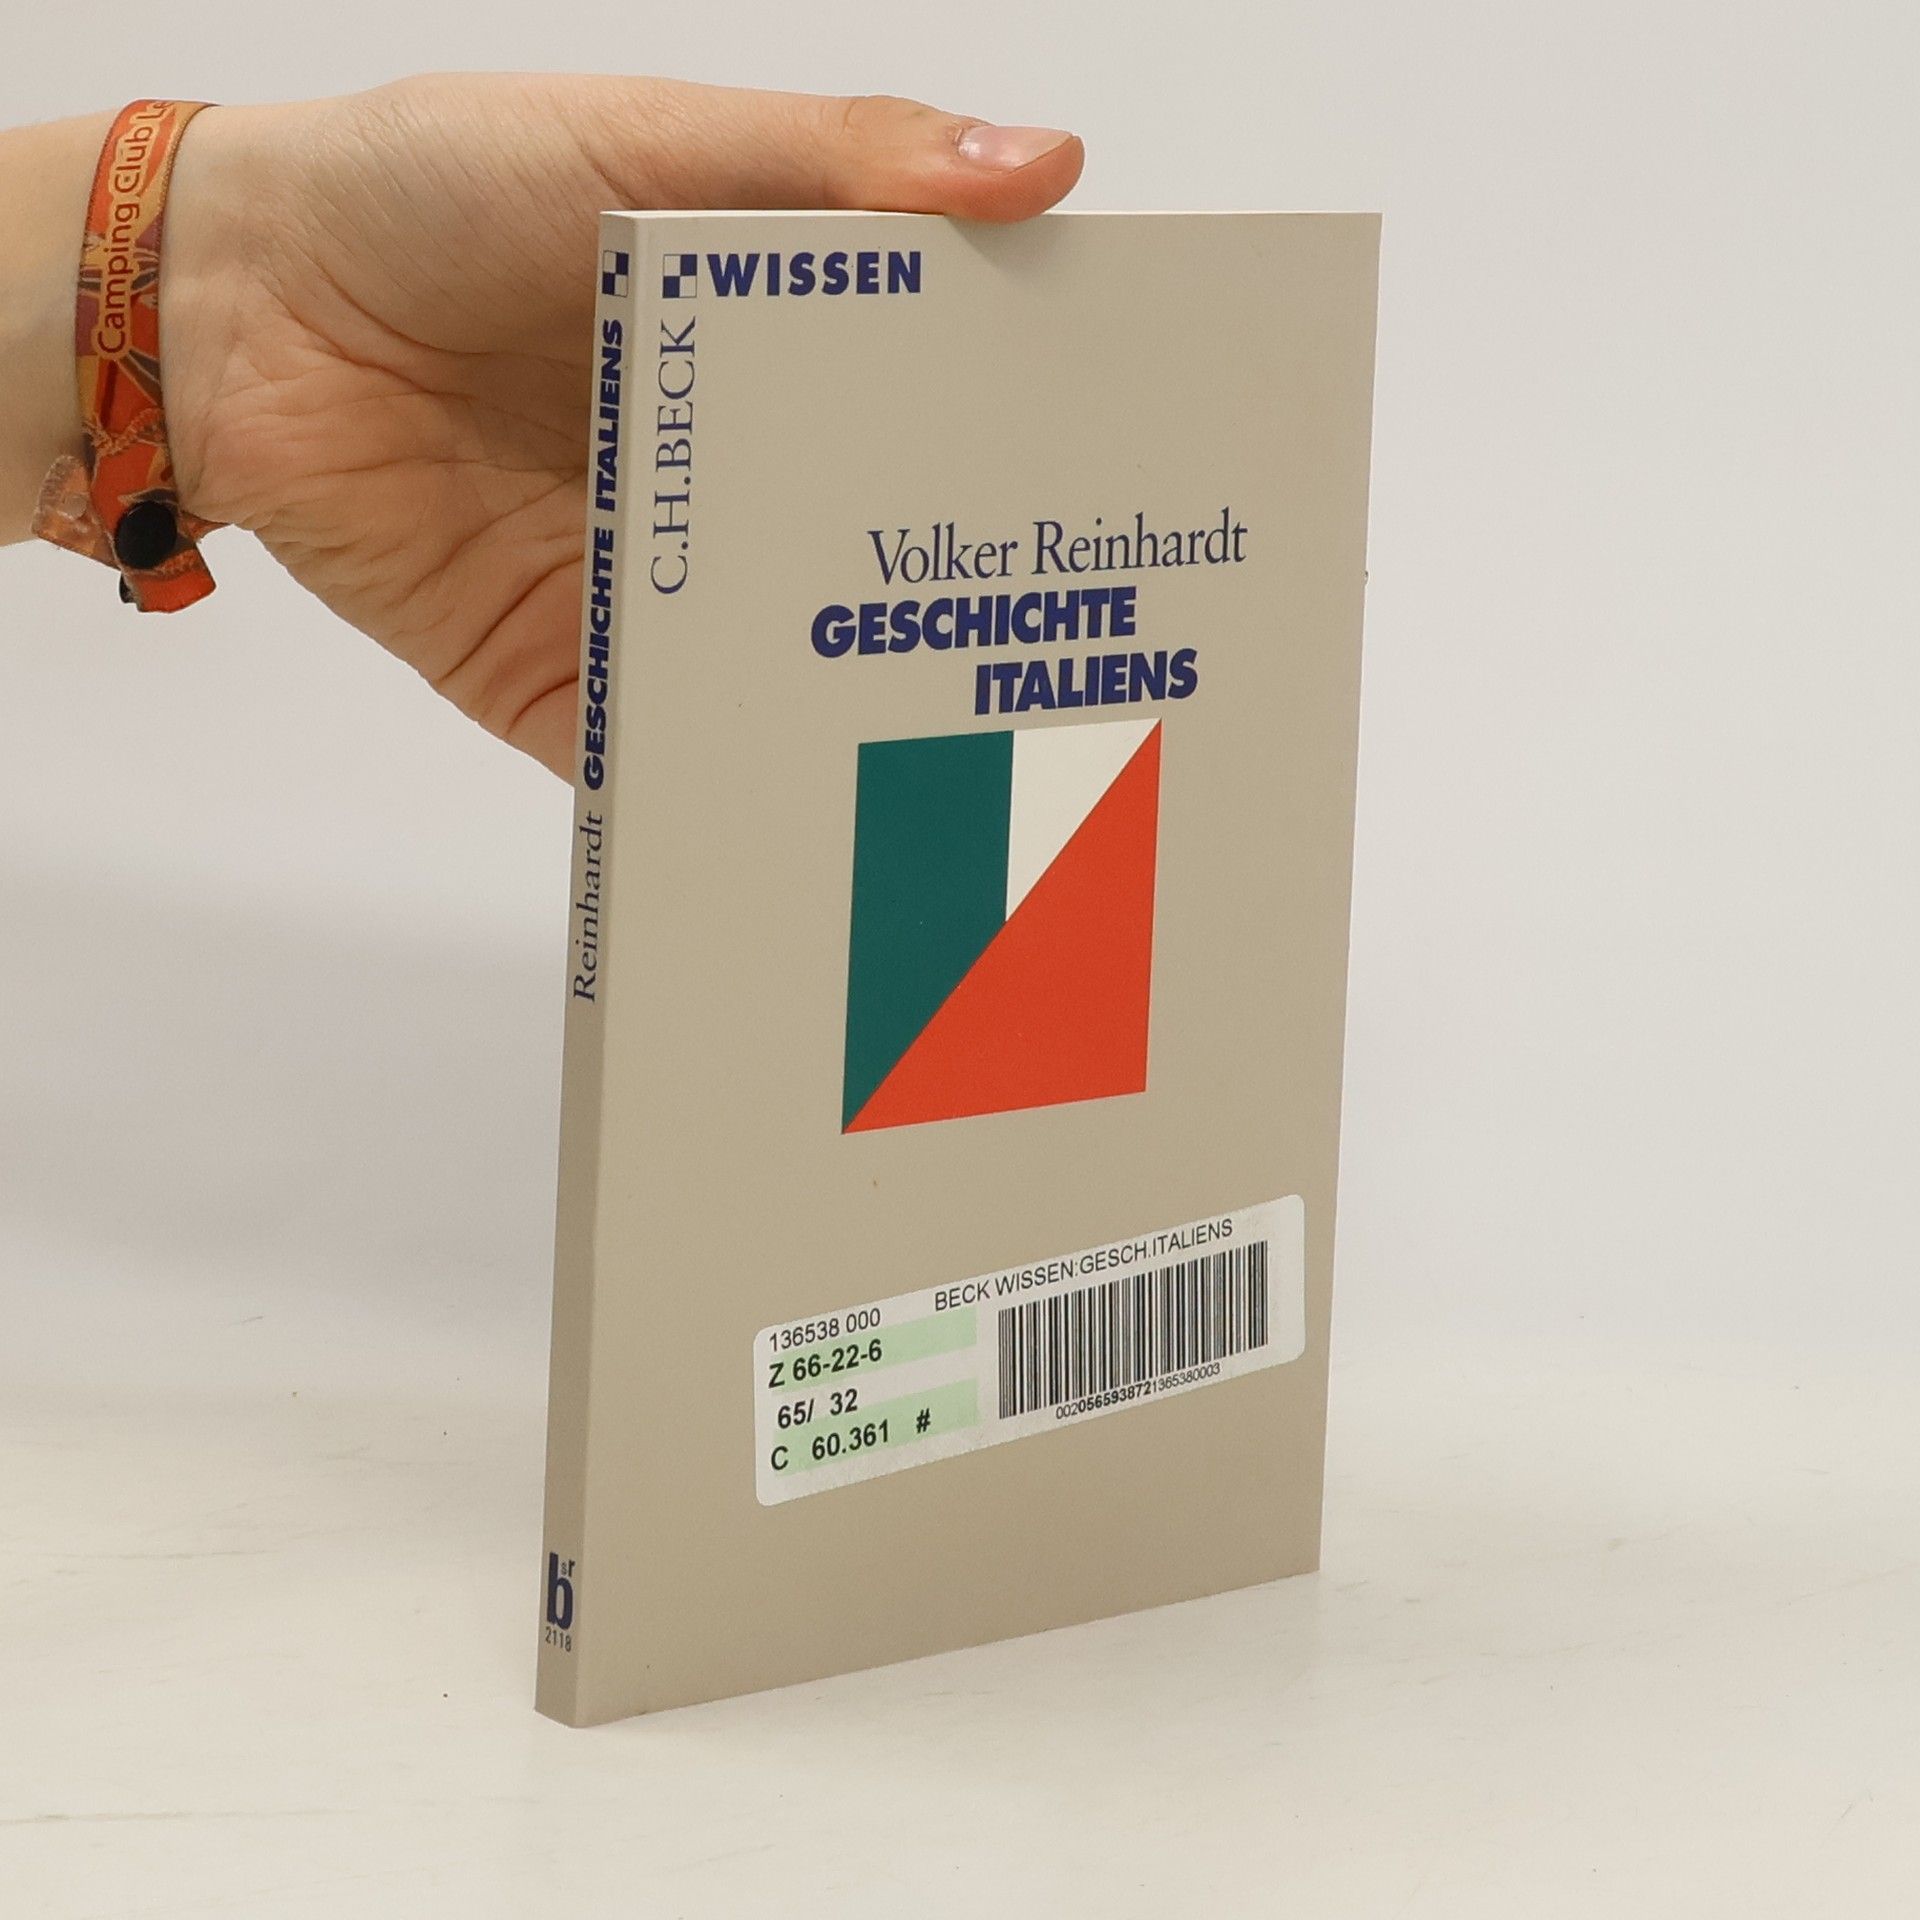 Camping Club Le
WISSEN
C.H.BECK
Volker Reinhardt
GESCHICHTE
ITALIENS
Reinhardt GESCHICHTE ITALIENS
bsr
2118
136538 000 BECK WISSEN:GESCH.ITALIENS
Z 66-22-6
65/ 32
C 60.361 #
0020565938721365380003